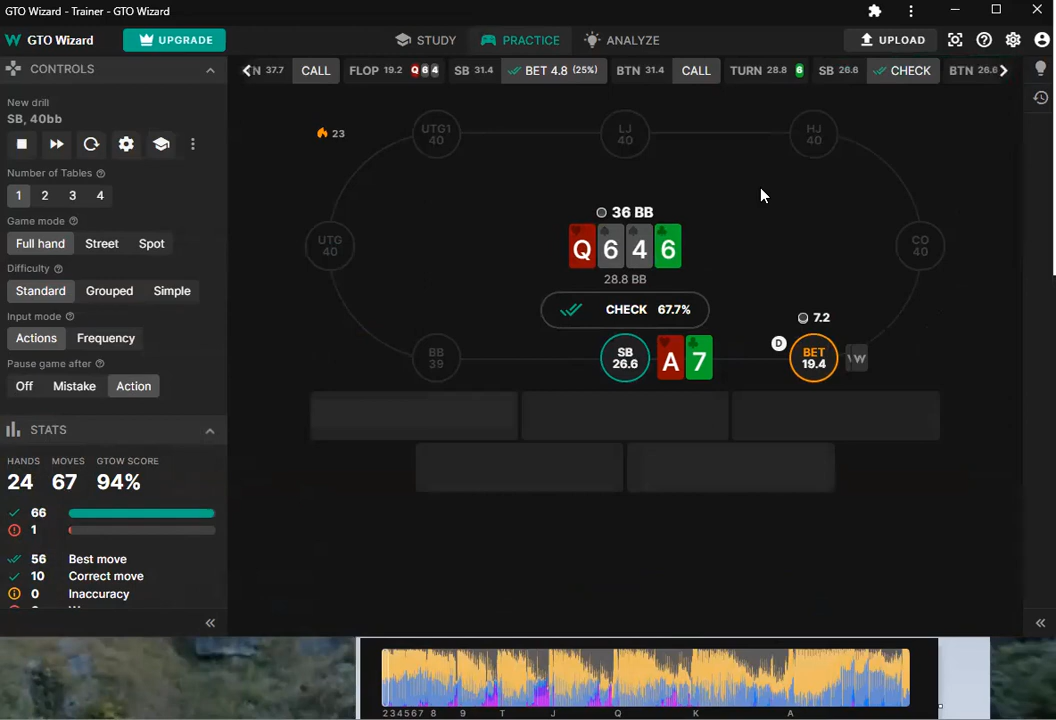 GTO Wizard - Trainer - GTO Wizard
W GTO Wizard UPGRADE STUDY PRACTICE ANALYZE UPLOAD
CONTROLS
N 37.7 CALL FLOP 19.2 Q 6 4 SB 31.4 BET 4.8 (25%) BTN 31.4 CALL TURN 28.8 6 SB 26.6 CHECK BTN 26.6
New drill
SB, 40bb
Number of Tables
1 2 3 4
Game mode
Full hand Street Spot
Difficulty
Standard Grouped Simple
Input mode
Actions Frequency
Pause game after
Off Mistake Action
STATS
HANDS MOVES GTOW SCORE
24 67 94%
66
1
56 Best move
10 Correct move
0 Inaccuracy
23
UTG1
40
LJ
40
HJ
40
UTG
40
CO
40
36 BB
Q 6 4 6
28.8 BB
CHECK 67.7%
7.2
BB
39
SB
26.6
A 7
D
BET
19.4
W
2 3 4 5 6 7 8 9 T J Q K A